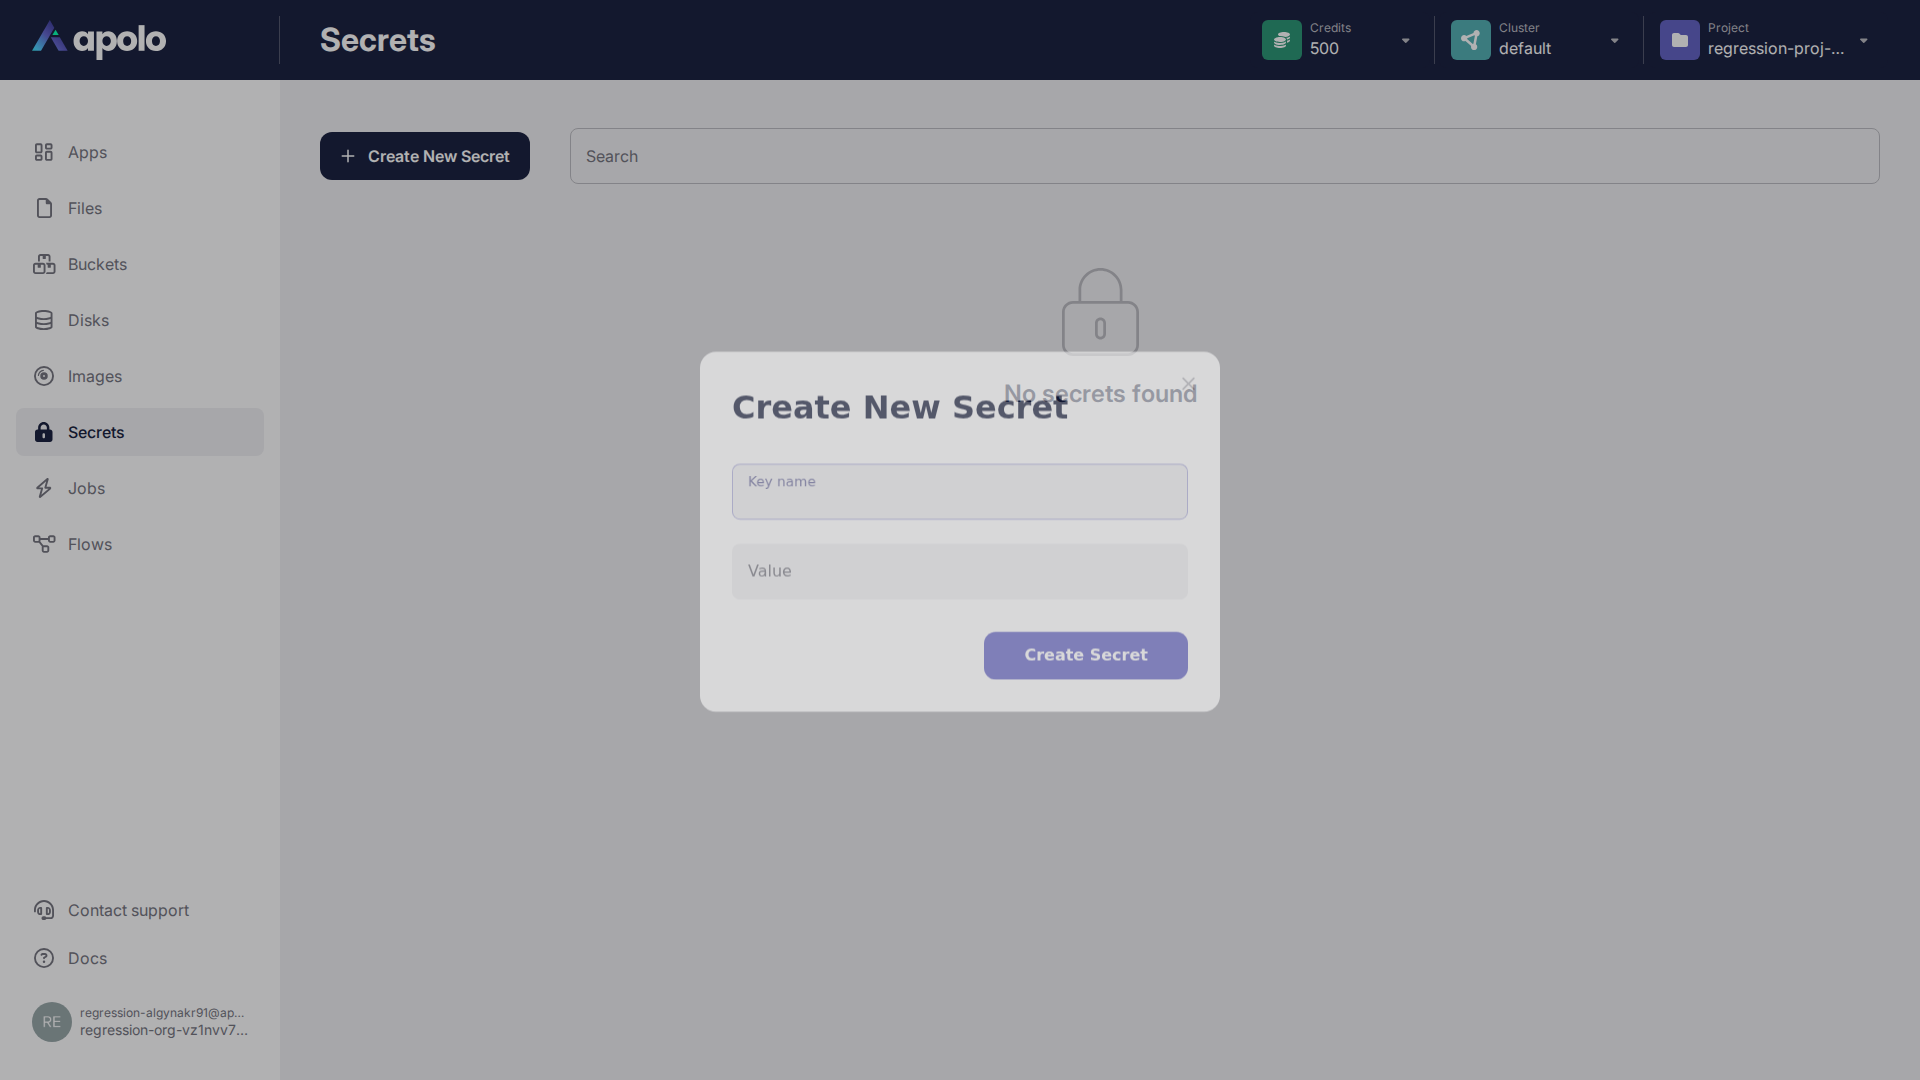 apolo
Secrets
Credits
500
Cluster
default
Project
regression-proj-...
Apps
Files
Buckets
Disks
Images
Secrets
Jobs
Flows
Contact support
Docs
RE
regression-algynakr91@ap...
regression-org-vz1nvv7...
Create New Secret
Search
No secrets found
Create New Secret
Key name
Value
Create Secret